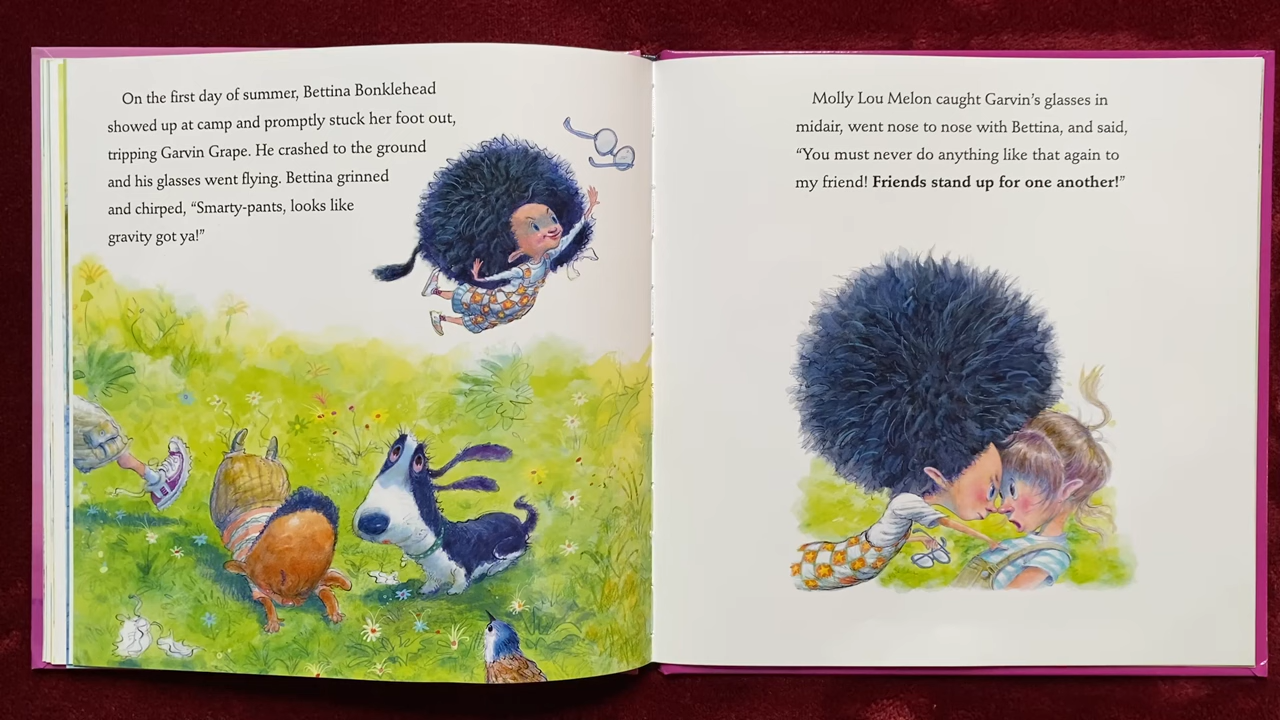 On the first day of summer, Bettina Bonklehead
showed up at camp and promptly stuck her foot out,
tripping Garvin Grape. He crashed to the ground
and his glasses went flying. Bettina grinned
and chirped, “Smarty-pants, looks like
gravity got ya!”
Molly Lou Melon caught Garvin’s glasses in
midair, went nose to nose with Bettina, and said,
“You must never do anything like that again to
my friend! Friends stand up for one another!”